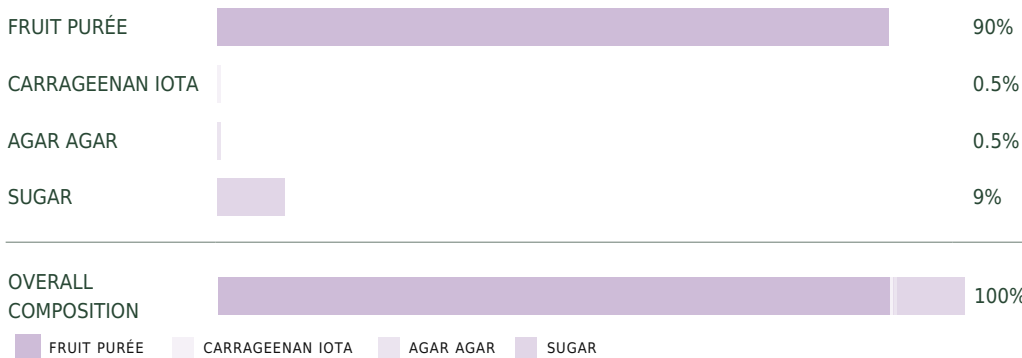 FRUIT PURÉE 90%
CARRAGEENAN IOTA 0.5%
AGAR AGAR 0.5%
SUGAR 9%
OVERALL
COMPOSITION 100%
FRUIT PURÉE CARRAGEENAN IOTA AGAR AGAR SUGAR